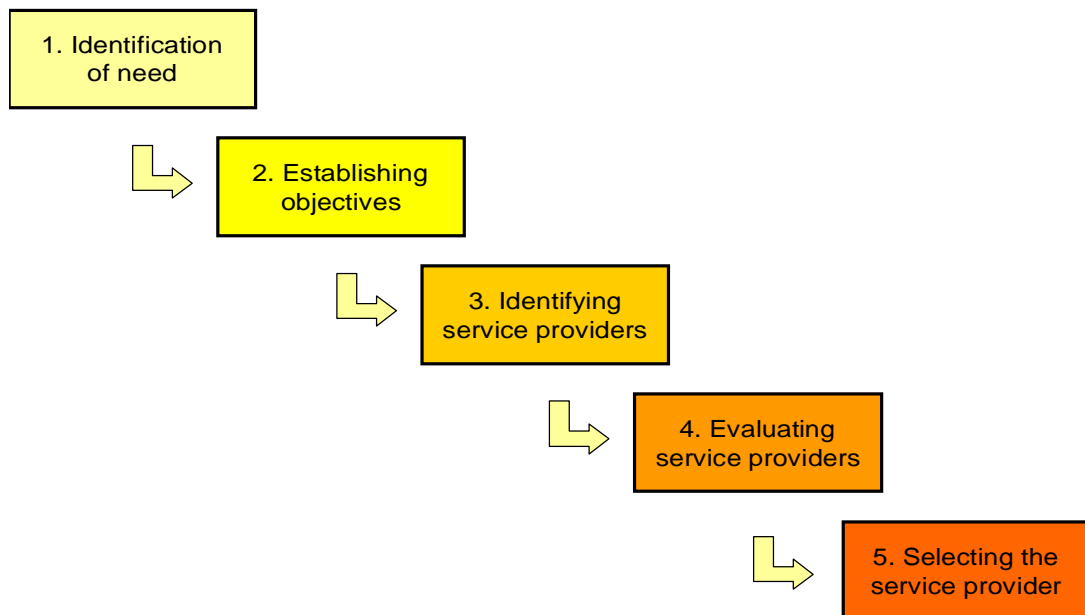 1. Identification
of need
2. Establishing
objectives
3. Identifying
service providers
4. Evaluating
service providers
5. Selecting the
service provider